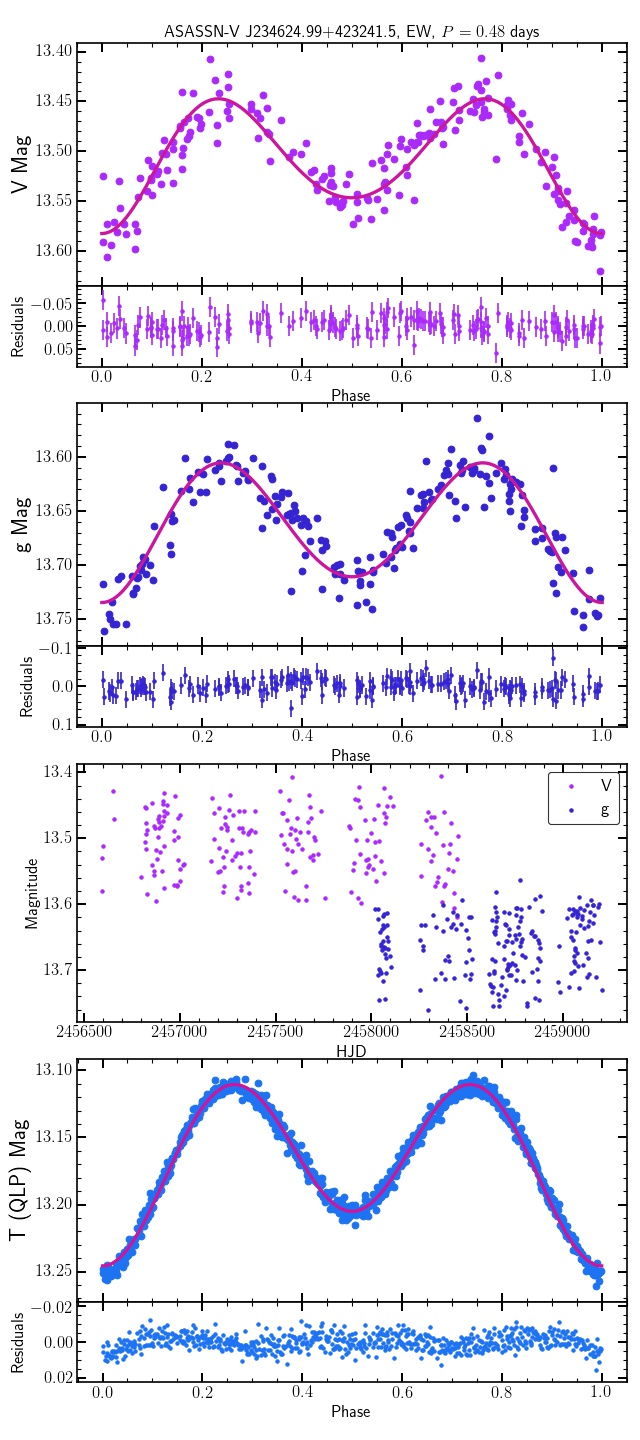 ASASSN-V J234624.99+423241.5, EW, P = 0.48 days
13.40
13.45
13.50
13.55
13.60
V Mag
−0.05
0.00
0.05
Residuals
0.0 0.2 0.4 0.6 0.8 1.0
Phase
13.60
13.65
13.70
13.75
g Mag
−0.1
0.0
0.1
Residuals
0.0 0.2 0.4 0.6 0.8 1.0
Phase
13.4
13.5
13.6
13.7
Magnitude
V
g
2456500 2457000 2457500 2458000 2458500 2459000
HJD
13.10
13.15
13.20
13.25
T (QLP) Mag
−0.02
0.00
0.02
Residuals
0.0 0.2 0.4 0.6 0.8 1.0
Phase